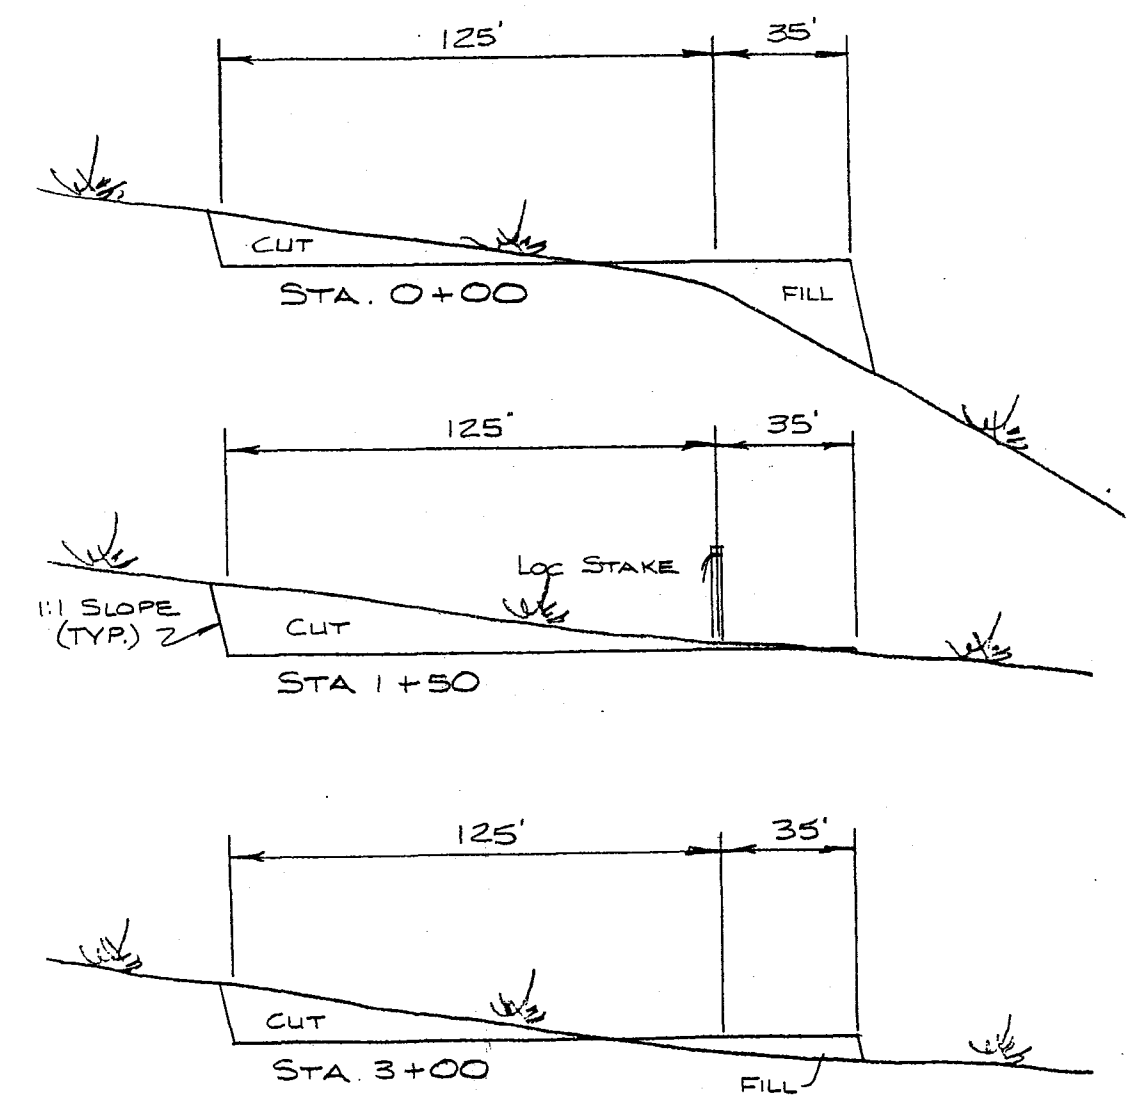 125' 35'
CUT
STA. 0+00
FILL
125" 35'
LOC STAKE
1:1 SLOPE
(TYP.)
CUT
STA 1+50
125' 35'
CUT
STA. 3+00
FILL